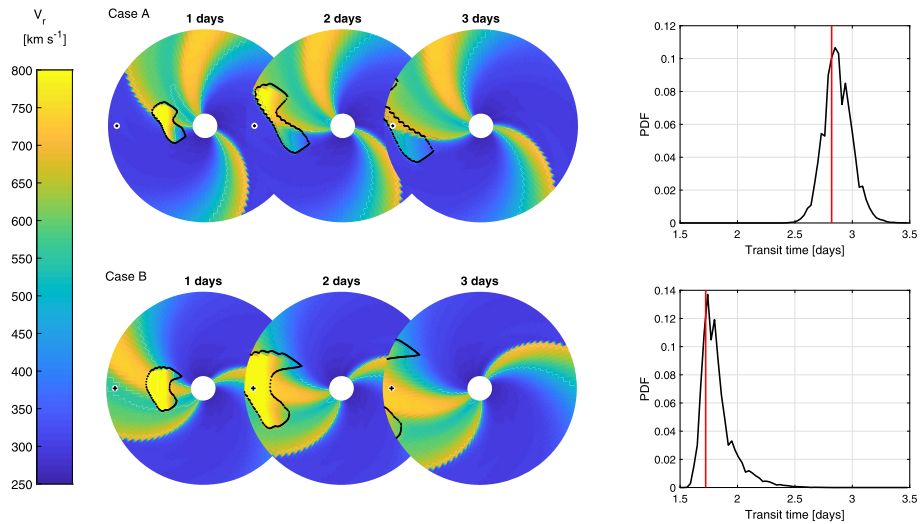 V_r
[km s^-1]
800
750
700
650
600
550
500
450
400
350
300
250
Case A
1 days
2 days
3 days
Case B
1 days
2 days
3 days
PDF
0.12
0.1
0.08
0.06
0.04
0.02
0
1.5 2 2.5 3 3.5
Transit time [days]
PDF
0.14
0.12
0.1
0.08
0.06
0.04
0.02
0
1.5 2 2.5 3 3.5
Transit time [days]